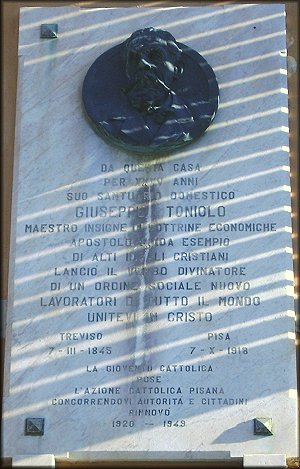 DA QUESTA CASA
PER XXXV ANNI
SUO SANTUARIO DOMESTICO
GIUSEPPE TONIOLO
MAESTRO INSIGNE DI DOTTRINE ECONOMICHE
APOSTOLO GUIDA ESEMPIO
DI ALTI IDEALI CRISTIANI
LANCIO IL VERBO DIVINATORE
DI UN ORDINE SOCIALE NUOVO
LAVORATORI DI TUTTO IL MONDO
UNITEVI IN CRISTO
TREVISO PISA
7-III-1845 7-X-1918
LA GIOVENTÙ CATTOLICA
POSE
L'AZIONE CATTOLICA PISANA
CONCORRENDOVI AUTORITA E CITTADINI
RINNOVÒ
1920 -- 1949